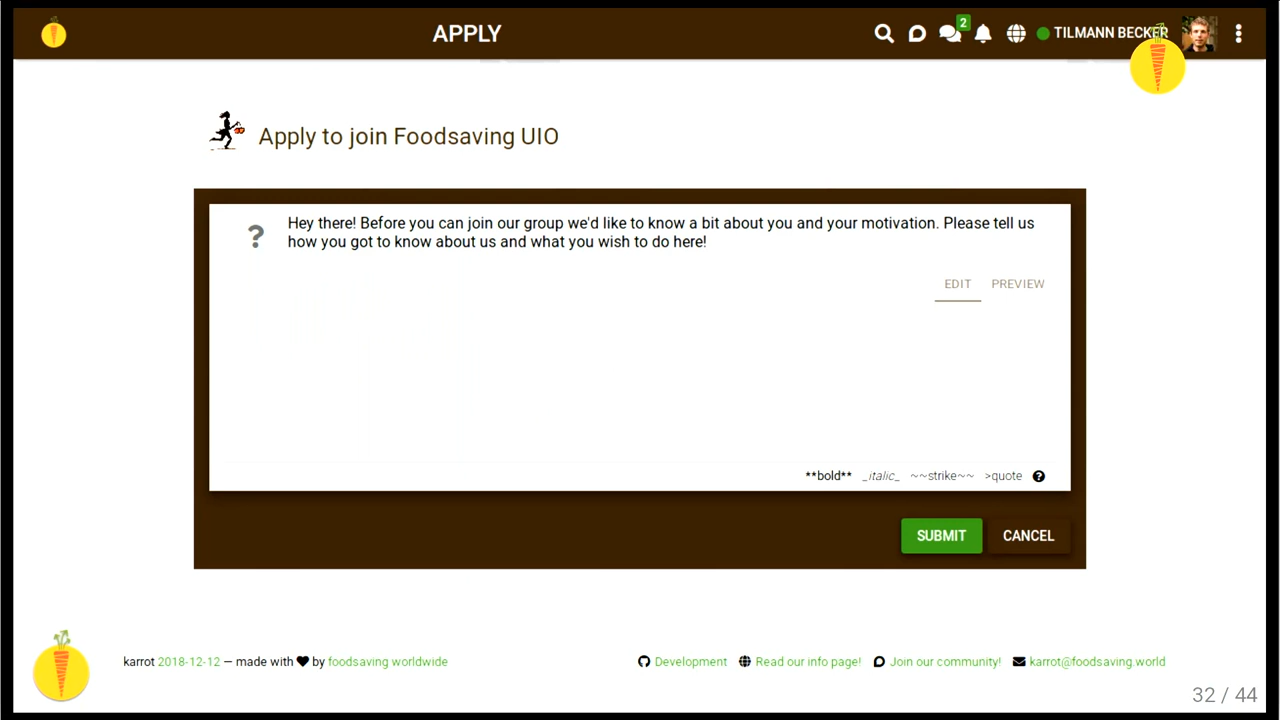 APPLY
2
TILMANN BECKER
Apply to join Foodsaving UIO
? Hey there! Before you can join our group we'd like to know a bit about you and your motivation. Please tell us
how you got to know about us and what you wish to do here!
EDIT PREVIEW
**bold** _italic_ ~~strike~~ >quote ?
SUBMIT CANCEL
karrot 2018-12-12 — made with ♥ by foodsaving worldwide Development Read our info page! Join our community! karrot@foodsaving.world
32 / 44